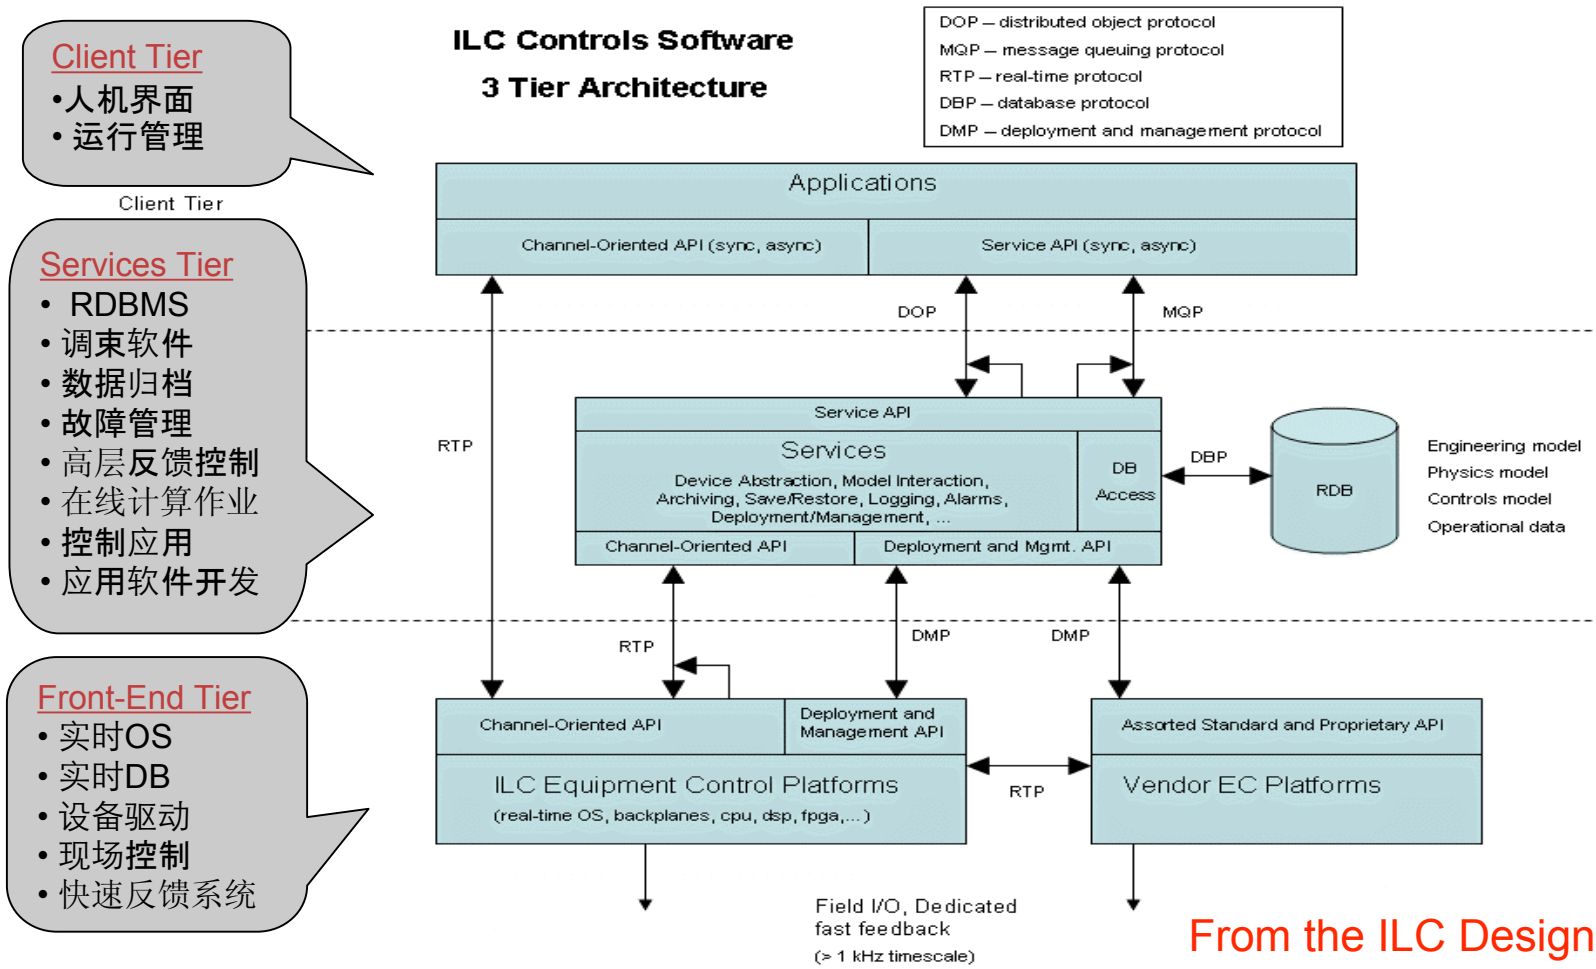 ILC Controls Software
3 Tier Architecture
DOP – distributed object protocol
MQP – message queuing protocol
RTP – real-time protocol
DBP – database protocol
DMP – deployment and management protocol
Client Tier
•人机界面
• 运行管理
Client Tier
Applications
Channel-Oriented API (sync, async)
Service API (sync, async)
Services Tier
• RDBMS
• 调束软件
• 数据归档
• 故障管理
• 高层反馈控制
• 在线计算作业
• 控制应用
• 应用软件开发
DOP
MQP
RTP
Service API
Services
Device Abstraction, Model Interaction,
Archiving, Save/Restore, Logging, Alarms,
Deployment/Management, ...
DB
Access
Channel-Oriented API
Deployment and Mgmt. API
DBP
RDB
Engineering model
Physics model
Controls model
Operational data
RTP
DMP
DMP
Front-End Tier
• 实时OS
• 实时DB
• 设备驱动
• 现场控制
• 快速反馈系统
Channel-Oriented API
Deployment and
Management API
ILC Equipment Control Platforms
(real-time OS, backplanes, cpu, dsp, fpga,...)
RTP
Assorted Standard and Proprietary API
Vendor EC Platforms
Field I/O, Dedicated
fast feedback
(> 1 kHz timescale)
From the ILC Design